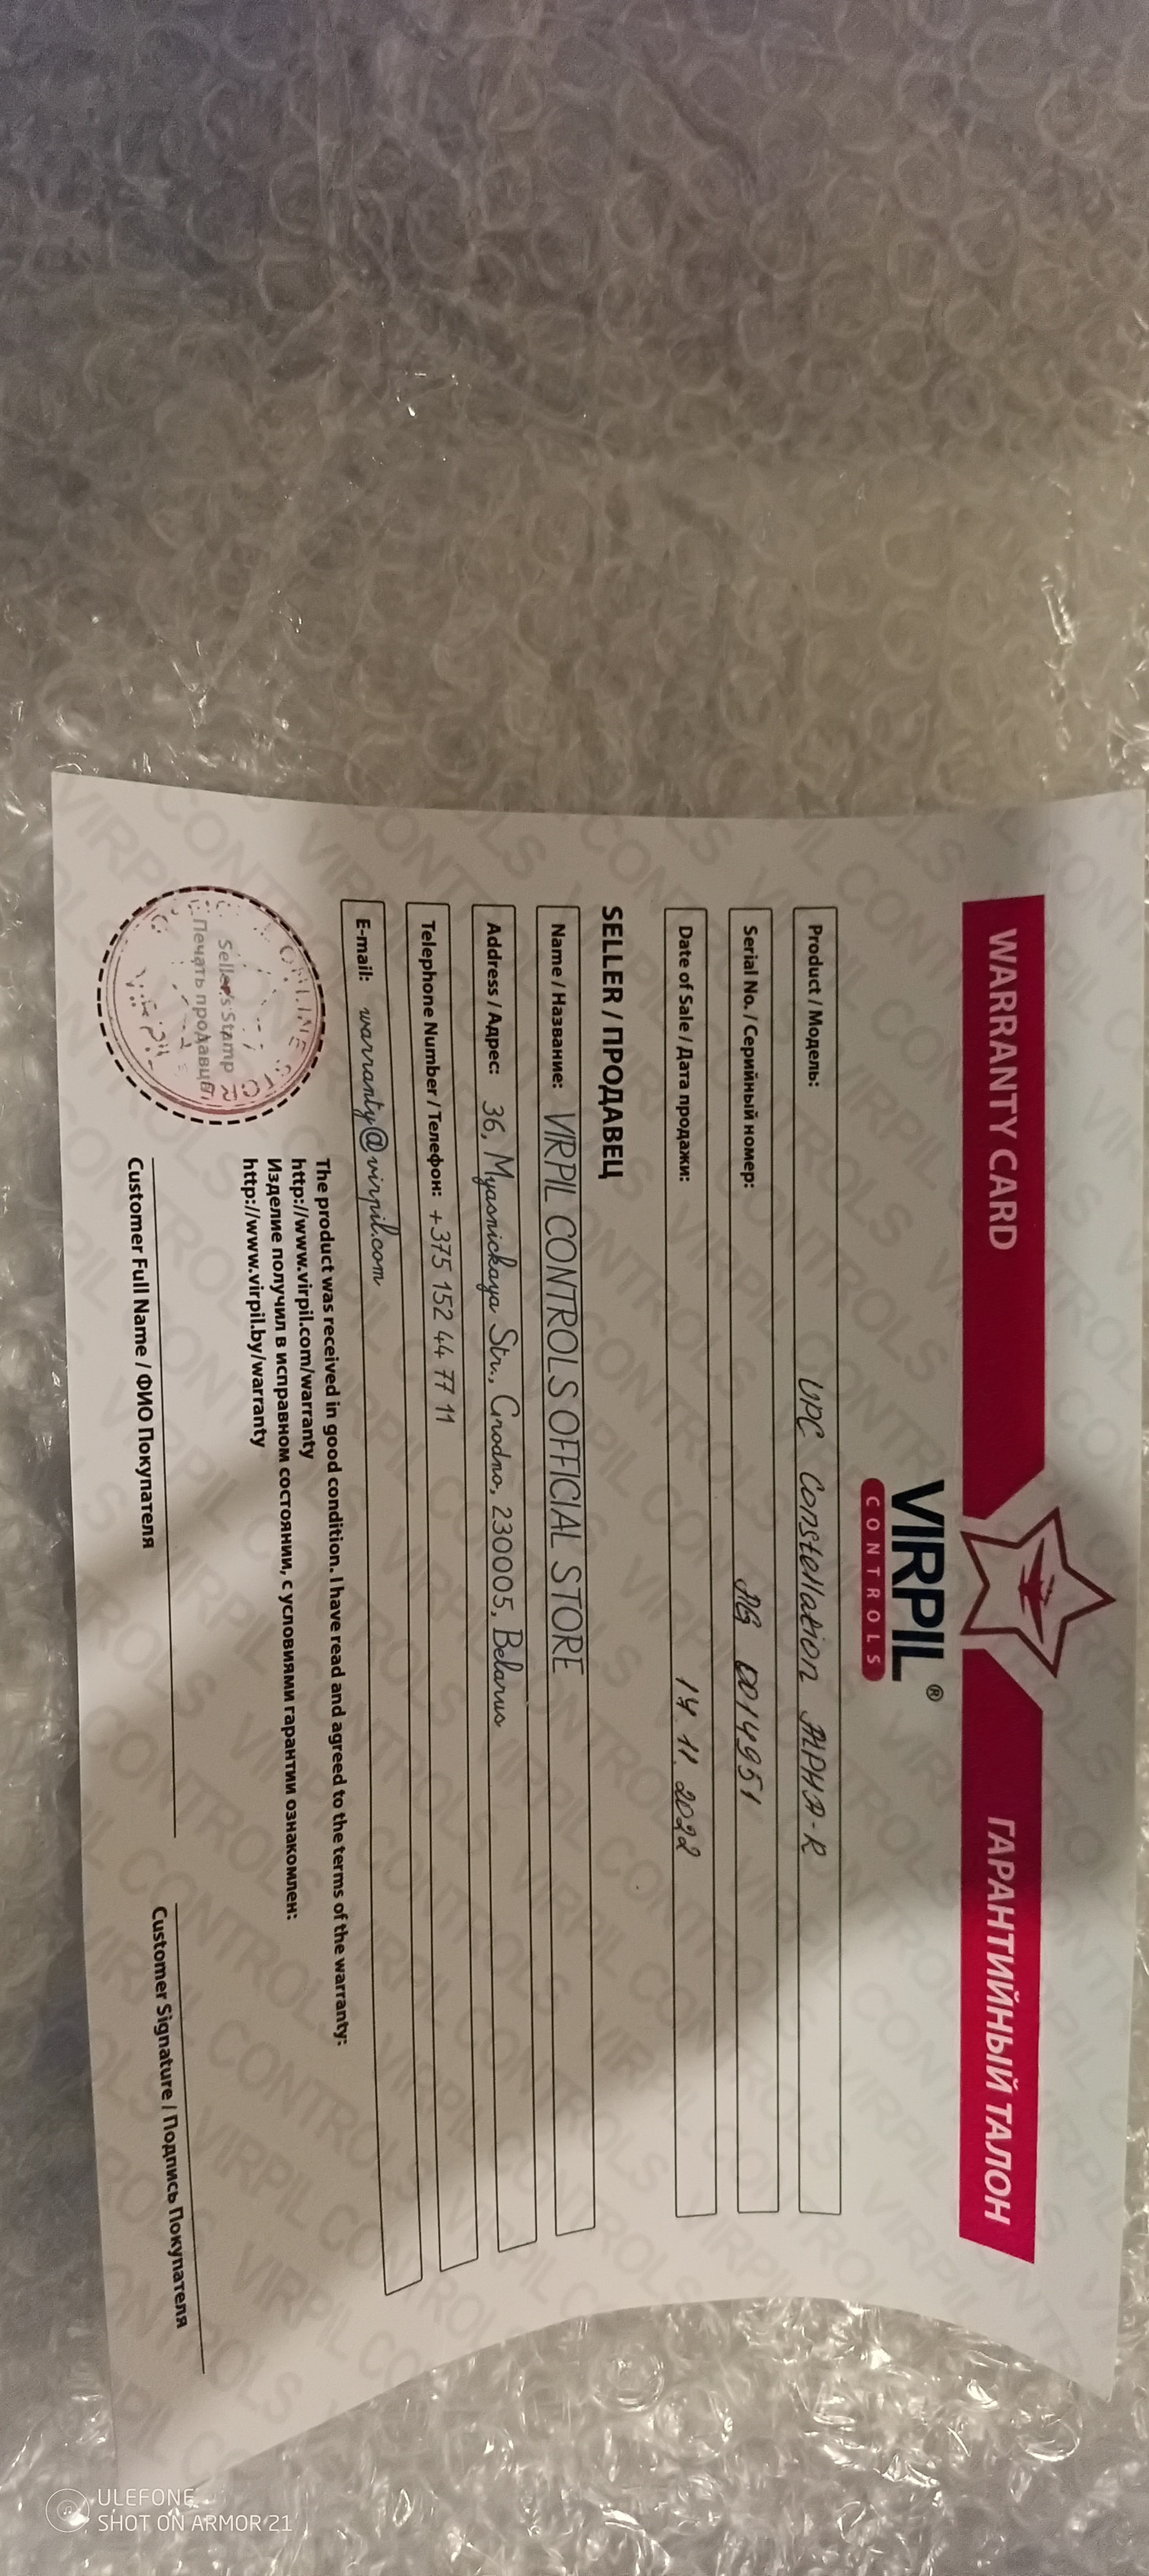 WARRANTY CARD
ГАРАНТИЙНЫЙ ТАЛОН
VIRPIL®
CONTROLS
Product / Модель: VPC Constellation ALPHA-R
Serial No. / Серийный номер: 0014951
Date of Sale / Дата продажи: 14 11. 2022
SELLER / ПРОДАВЕЦ
Name / Название: VIRPIL CONTROLS OFFICIAL STORE
Address / Адрес: 36, Myasnickaya Str., Grodno, 230005, Belarus
Telephone Number / Телефон: +375 152 44 77 11
E-mail: warranty@virpil.com
The product was received in good condition. I have read and agreed to the terms of the warranty:
http://www.virpil.com/warranty
Изделие получил в исправном состоянии, с условиями гарантии ознакомлен:
http://www.virpil.by/warranty
Seller's Stamp
Печать продавца
Customer Full Name / ФИО Покупателя
Customer Signature / Подпись Покупателя
ULEFONE
SHOT ON ARMOR 21